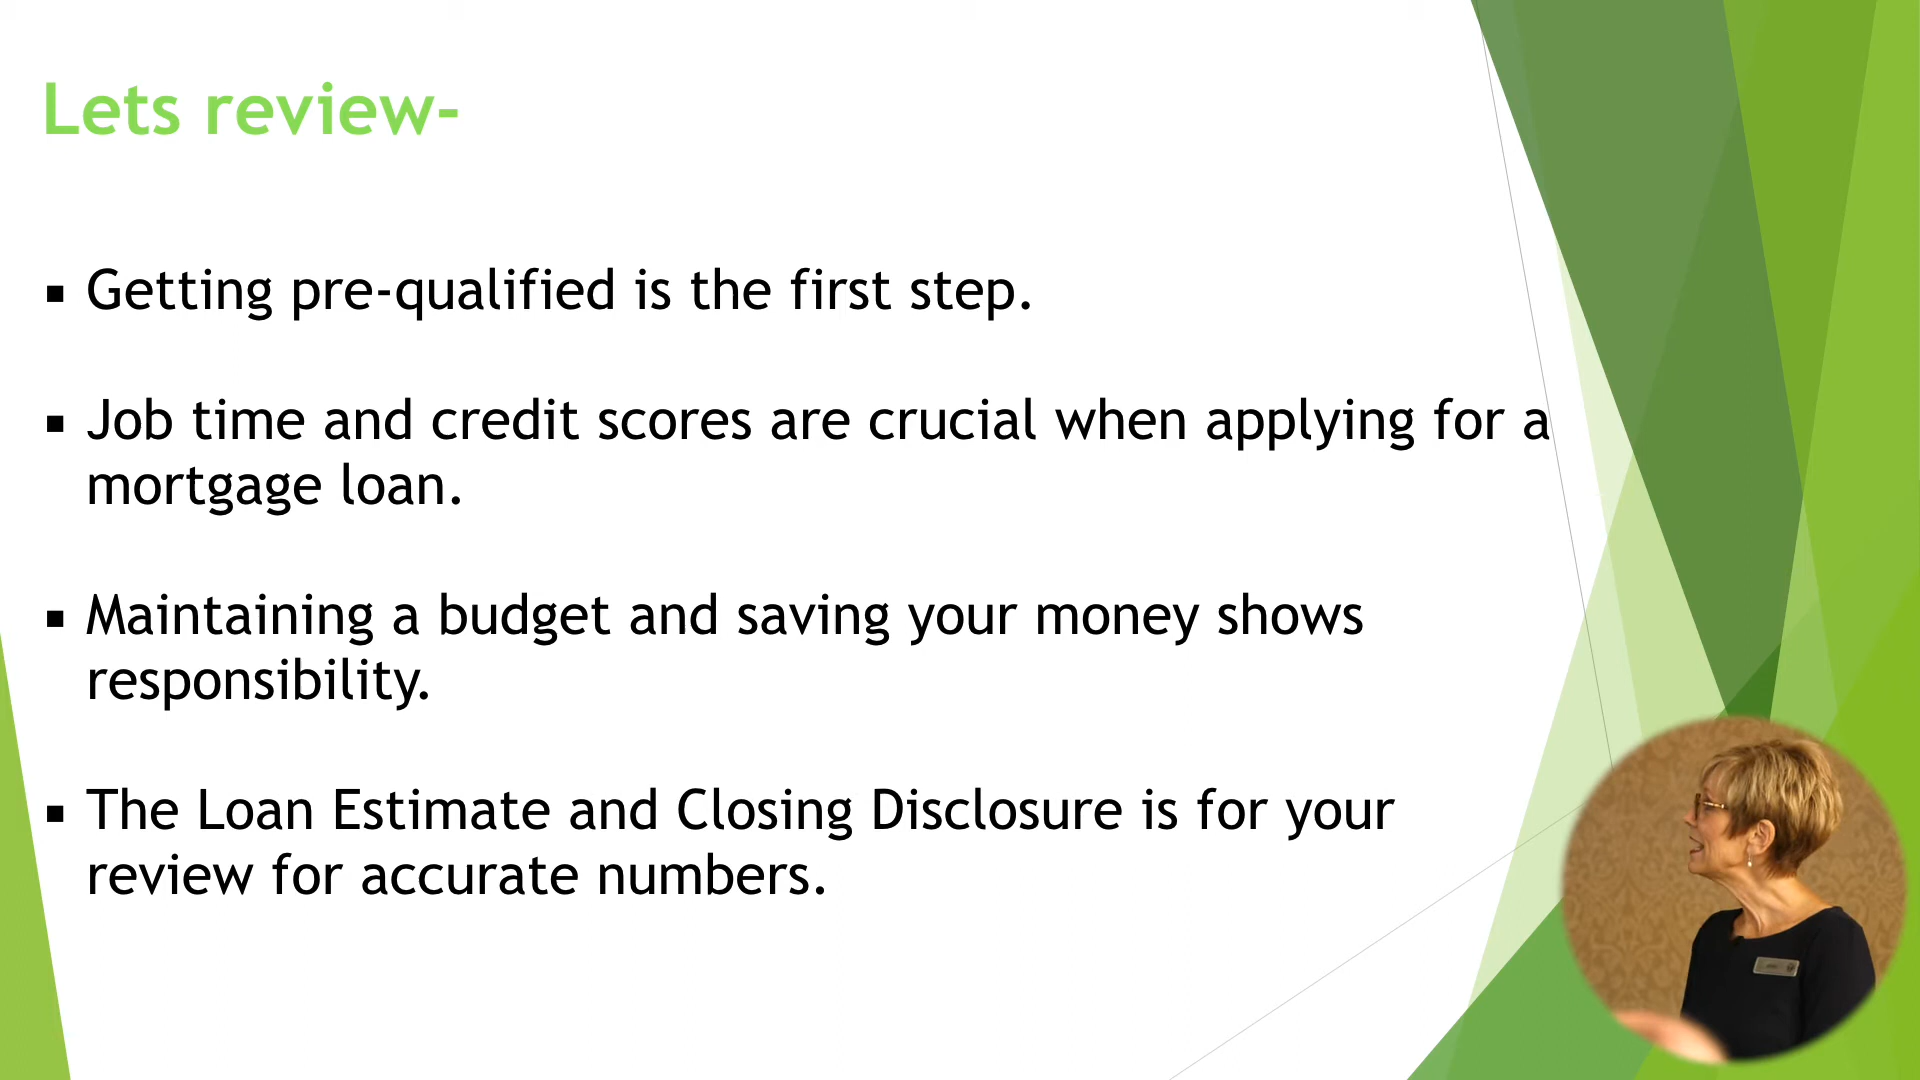 Lets review-
▪ Getting pre-qualified is the first step.
▪ Job time and credit scores are crucial when applying for a
mortgage loan.
▪ Maintaining a budget and saving your money shows
responsibility.
▪ The Loan Estimate and Closing Disclosure is for your
review for accurate numbers.